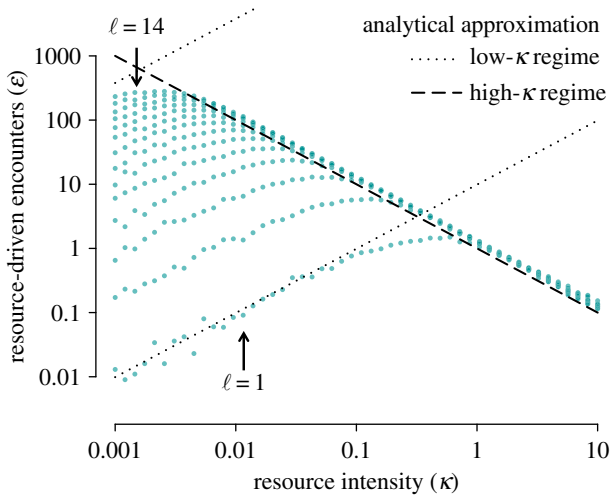 ℓ = 14
analytical approximation
low-κ regime
high-κ regime
1000
100
10
1
0.1
0.01
resource-driven encounters (ε)
ℓ = 1
0.001
0.01
0.1
1
10
resource intensity (κ)